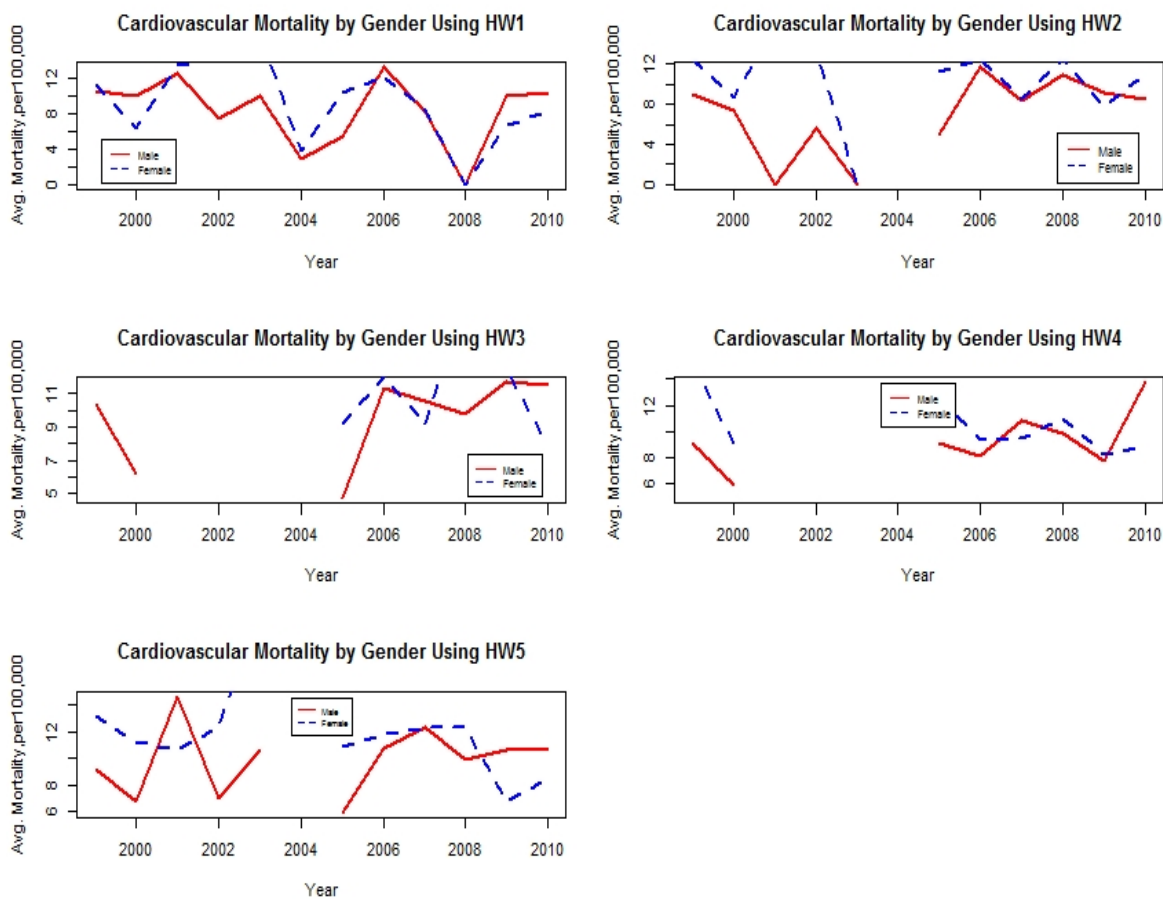 Cardiovascular Mortality by Gender Using HW1
Avg. Mortality,per100,000
12
8
4
0
Male
Female
2000 2002 2004 2006 2008 2010
Year
Cardiovascular Mortality by Gender Using HW2
Avg. Mortality,per100,000
12
8
4
0
Male
Female
2000 2002 2004 2006 2008 2010
Year
Cardiovascular Mortality by Gender Using HW3
Avg. Mortality,per100,000
11
9
7
5
Male
Female
2000 2002 2004 2006 2008 2010
Year
Cardiovascular Mortality by Gender Using HW4
Avg. Mortality,per100,000
12
8
6
Male
Female
2000 2002 2004 2006 2008 2010
Year
Cardiovascular Mortality by Gender Using HW5
Avg. Mortality,per100,000
12
8
6
Male
Female
2000 2002 2004 2006 2008 2010
Year